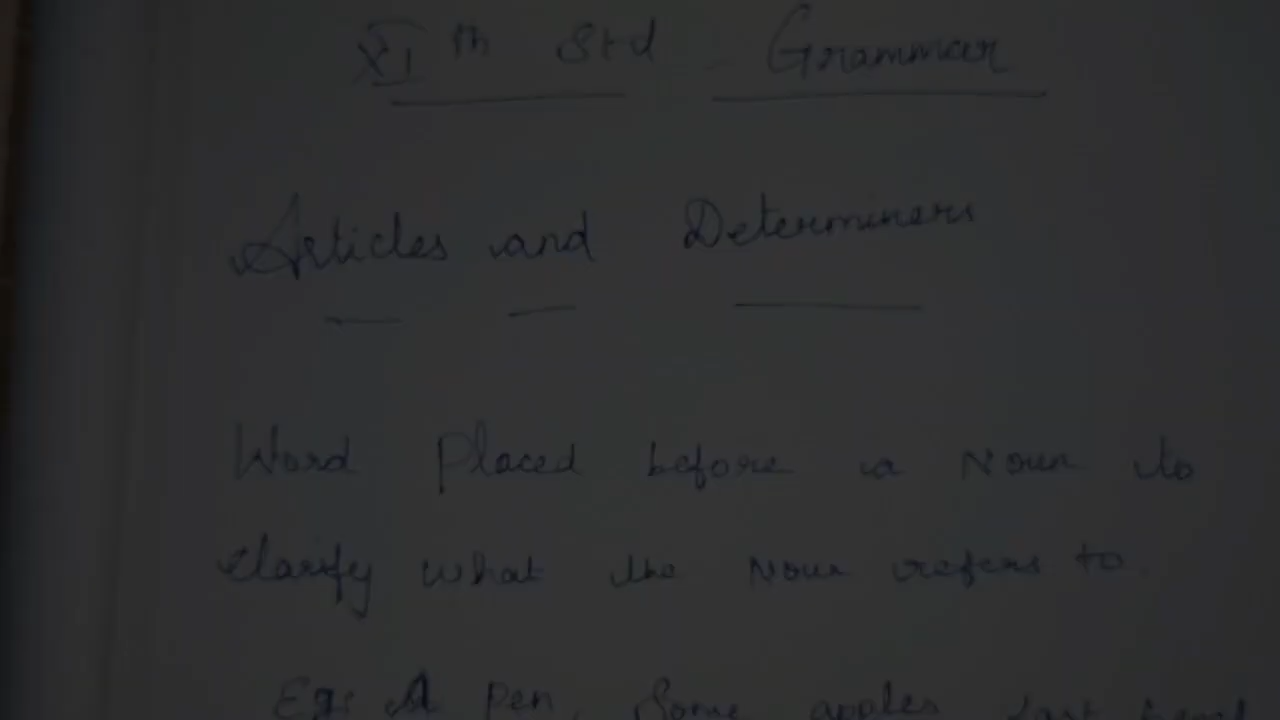 XI th Std - Grammar
Articles and Determiners
Word Placed before a Noun to
clarify what the Noun refers to.
Eg: A pen, Some apples